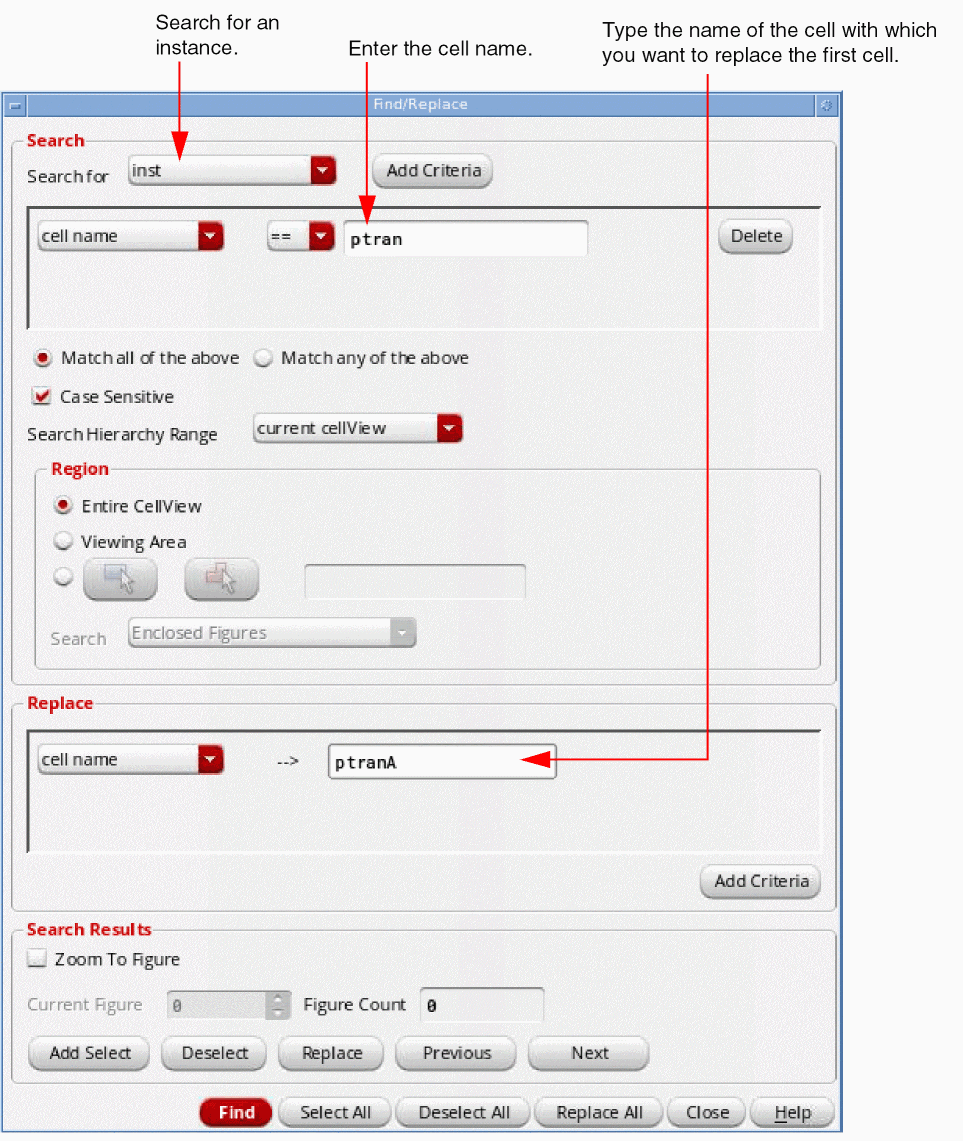 Search for an
instance.
Enter the cell name.
Type the name of the cell with which
you want to replace the first cell.
Find/Replace
Search
Search for inst Add Criteria
cell name == ptran Delete
Match all of the above Match any of the above
Case Sensitive
Search Hierarchy Range current cellView
Region
Entire CellView
Viewing Area
Search Enclosed Figures
Replace
cell name --> ptranA
Add Criteria
Search Results
Zoom To Figure
Current Figure 0 Figure Count 0
Add Select Deselect Replace Previous Next
Find Select All Deselect All Replace All Close Help